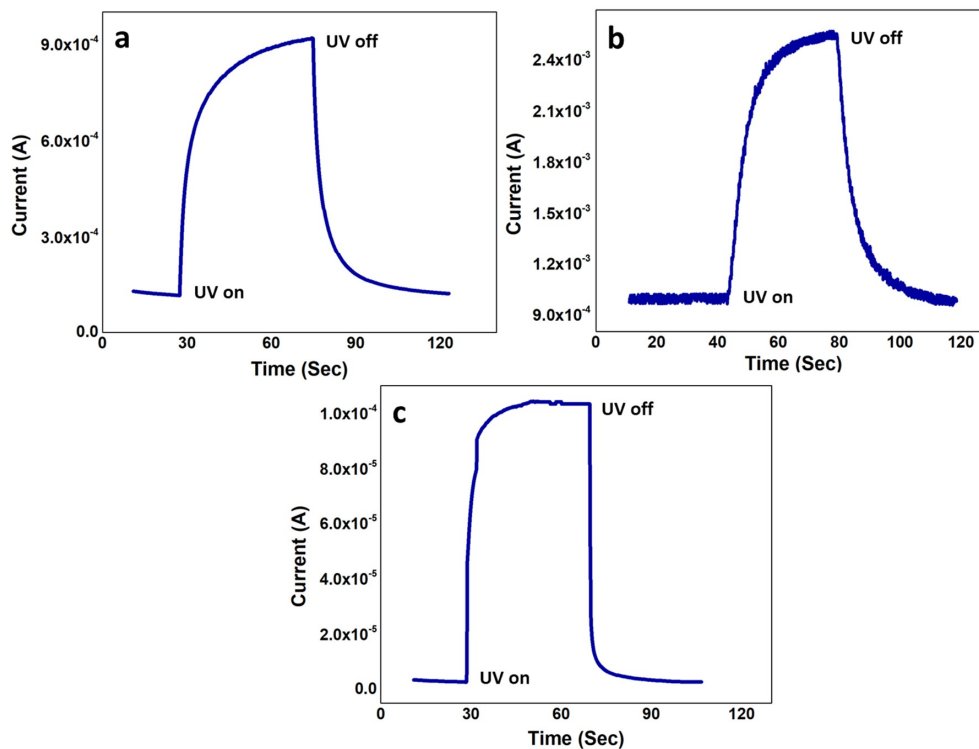 a
UV off
9.0x10⁻⁴
6.0x10⁻⁴
3.0x10⁻⁴
0.0
Current (A)
UV on
0 30 60 90 120
Time (Sec)
b
UV off
2.4x10⁻³
2.1x10⁻³
1.8x10⁻³
1.5x10⁻³
1.2x10⁻³
9.0x10⁻⁴
Current (A)
UV on
0 20 40 60 80 100 120
Time (Sec)
c
UV off
1.0x10⁻⁴
8.0x10⁻⁵
6.0x10⁻⁵
4.0x10⁻⁵
2.0x10⁻⁵
0.0
Current (A)
UV on
0 30 60 90 120
Time (Sec)